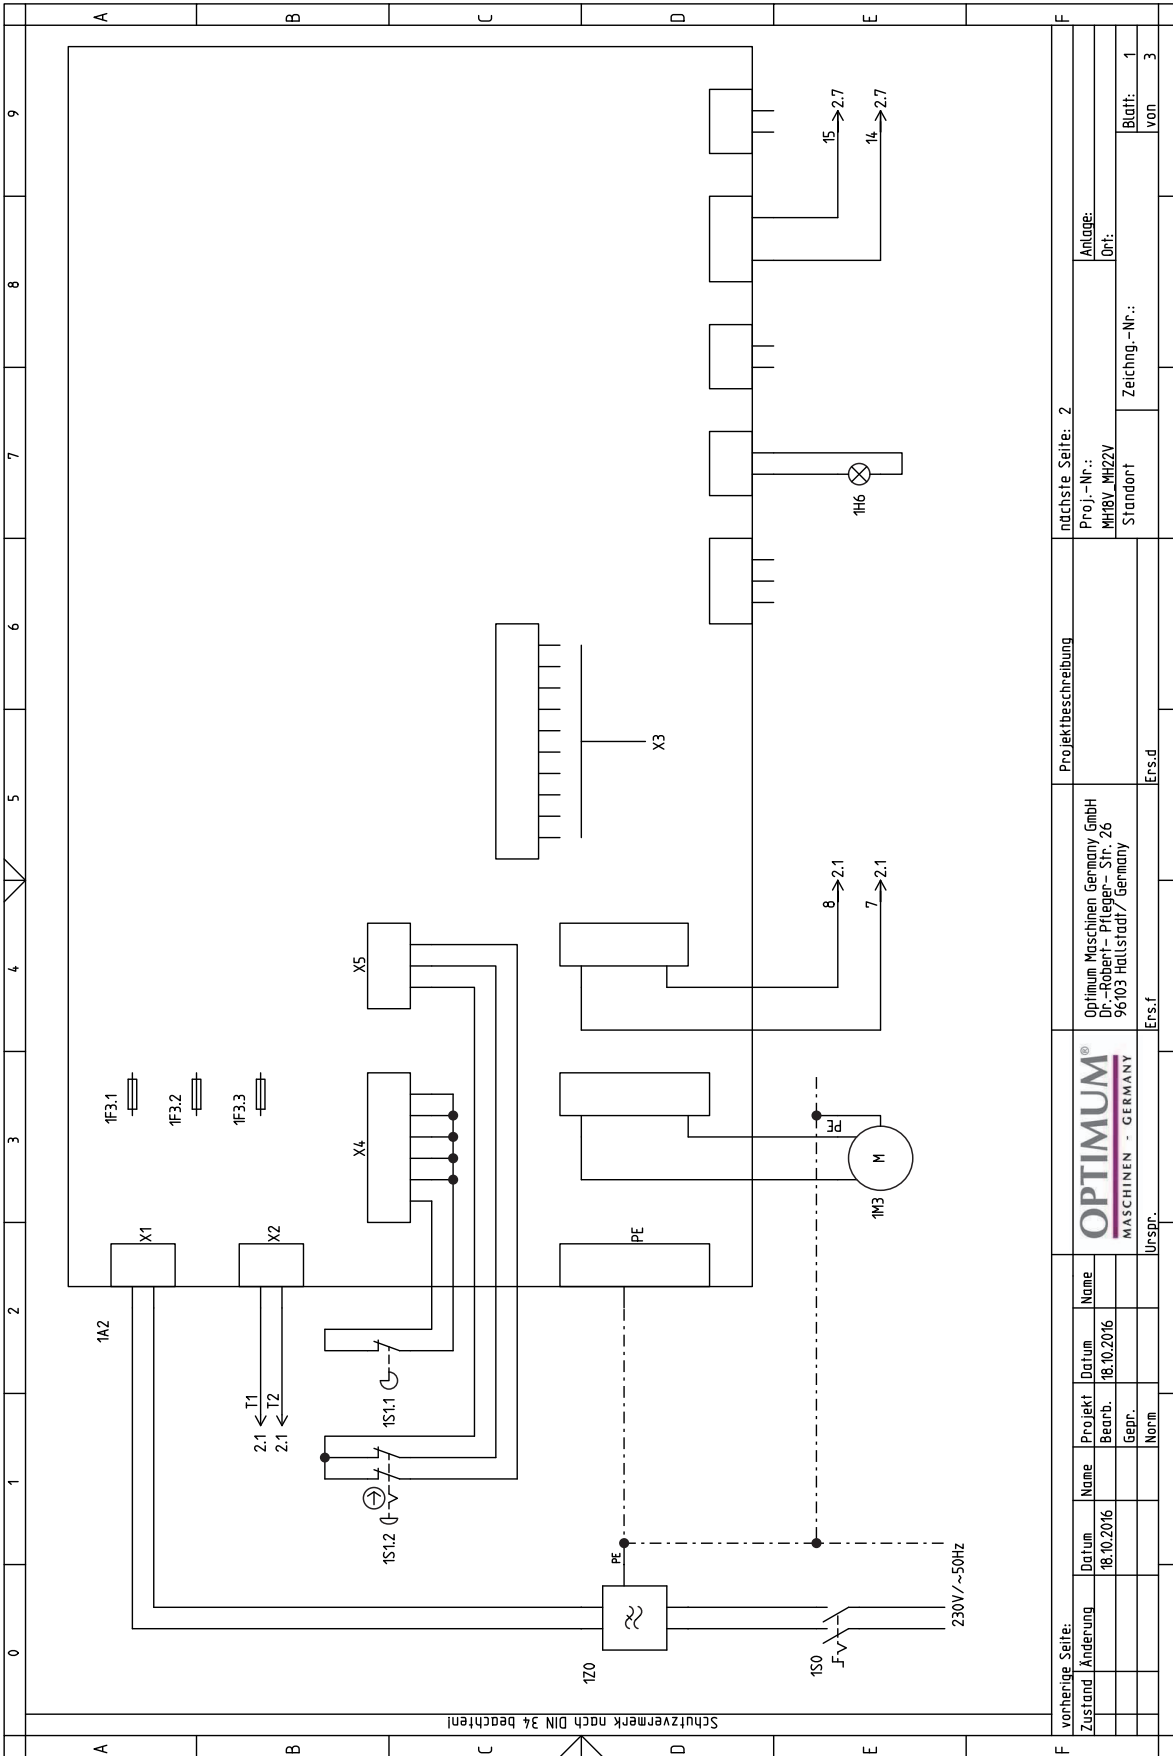 0 1 2 3 4 5 6 7 8 9
A A
B B
C C
D D
E E
F F
Schutzvermerk nach DIN 34 beachten!
1A2
X1
1F3.1
1F3.2
1F3.3
T1
2.1
T2
2.1
X2
X4
X5
1S1.1
1S1.2
X3
1Z0
PE
PE
1S0
230V/~50Hz
1M3
M
PE
8
2.1
7
2.1
1H6
15
2.7
14
2.7
vorherige Seite:
nächste Seite: 2
Zustand Änderung Datum Name Projekt Datum Name
18.10.2016 Bearb. 18.10.2016
Gepr.
Norm
OPTIMUM®
MASCHINEN - GERMANY
Urspr.
Optimum Maschinen Germany GmbH
Dr.-Robert- Pfleger- Str. 26
96103 Hallstadt/ Germany
Ers.f
Ers.d
Projektbeschreibung
Proj.-Nr.:
MH18V_MH22V
Standort
Zeichng.-Nr.:
Anlage:
Ort:
Blatt: 1
von 3